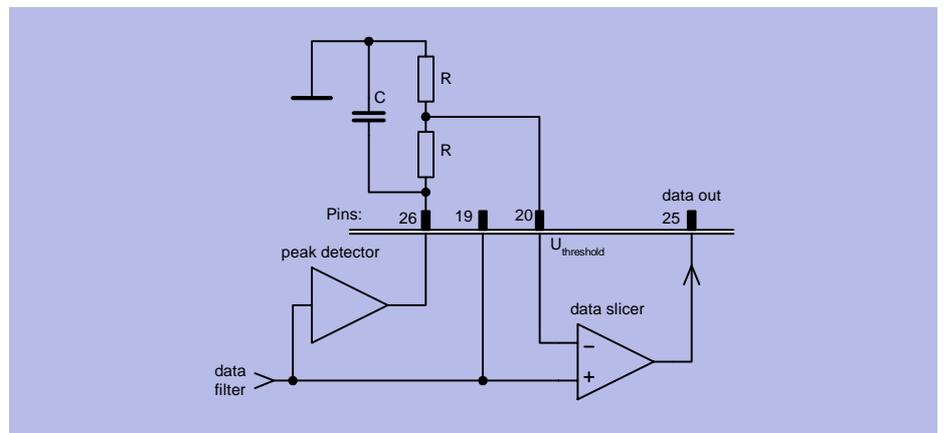 R
C
R
data out
Pins:
26
19
20
25
Uthreshold
peak detector
data slicer
−
data
filter
+